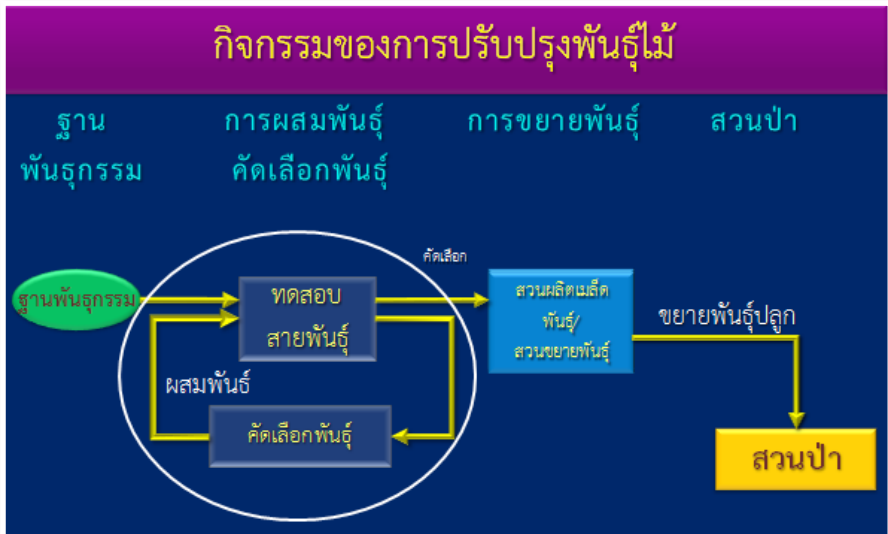 กิจกรรมของการปรับปรุงพันธุ์ไม้
ฐาน
พันธุกรรม
การผสมพันธุ์
คัดเลือกพันธุ์
การขยายพันธุ์
สวนป่า
คัดเลือก
ฐานพันธุกรรม
ทดสอบ
สายพันธุ์
สวนผลิตเมล็ด
พันธุ์/
สวนขยายพันธุ์
ขยายพันธุ์ปลูก
ผสมพันธ์
คัดเลือกพันธุ์
สวนป่า